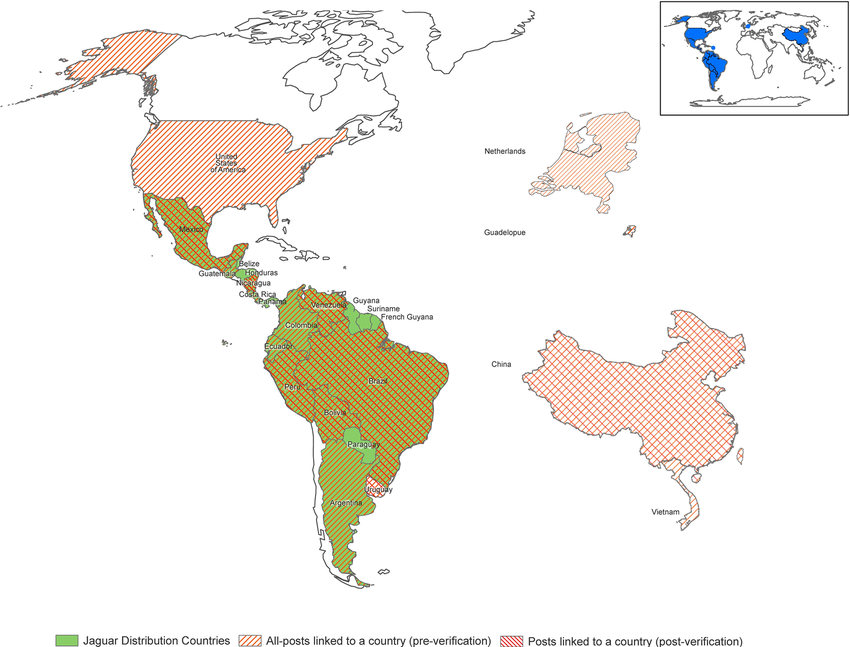 United
States
of America
Netherlands
Guadelopue
Mexico
Belize
Guatemala
Honduras
Nicaragua
Costa Rica
Panama
Venezuela
Guyana
Suriname
French Guyana
Colombia
Ecuador
China
Peru
Brazil
Bolivia
Paraguay
Uruguay
Argentina
Vietnam
Jaguar Distribution Countries
All-posts linked to a country (pre-verification)
Posts linked to a country (post-verification)